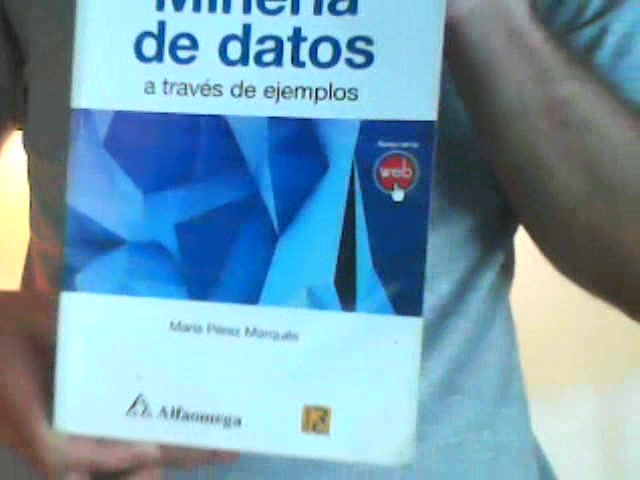 Minería
de datos
a través de ejemplos
web
María Pérez Marqués
Alfaomega